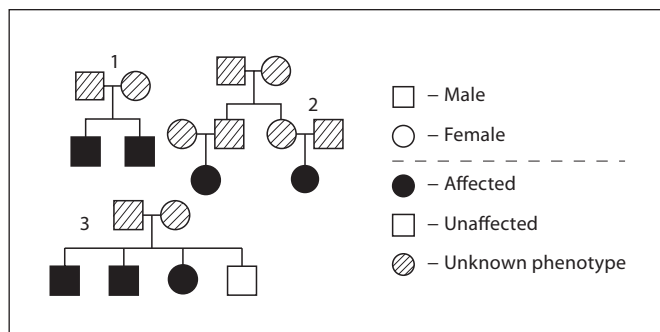 1
2
3
– Male
– Female
– Affected
– Unaffected
– Unknown phenotype